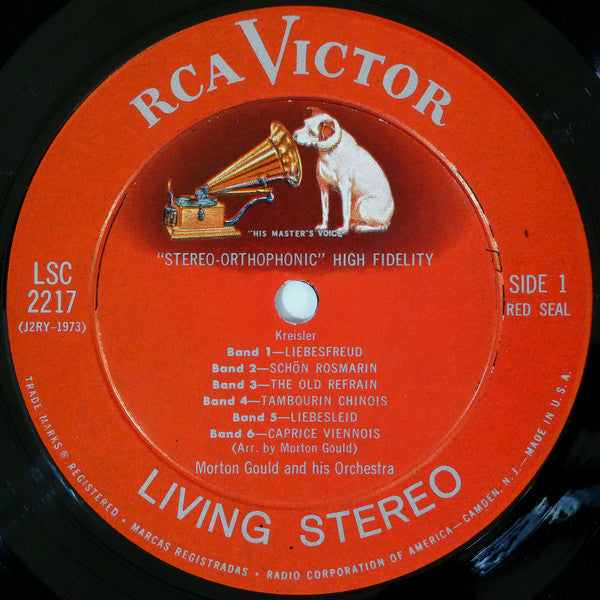 RCA VICTOR
"HIS MASTER'S VOICE"
"STEREO-ORTHOPHONIC" HIGH FIDELITY
LSC
2217
(J2RY-1973)
SIDE 1
RED SEAL
Kreisler
Band 1—LIEBESFREUD
Band 2—SCHÖN ROSMARIN
Band 3—THE OLD REFRAIN
Band 4—TAMBOURIN CHINOIS
Band 5—LIEBESLEID
Band 6—CAPRICE VIENNOIS
(Arr. by Morton Gould)
Morton Gould and his Orchestra
LIVING STEREO
TRADE MARKS ® REGISTERED • MARCAS REGISTRADAS • RADIO CORPORATION OF AMERICA—CAMDEN, N. J.—MADE IN U. S. A.